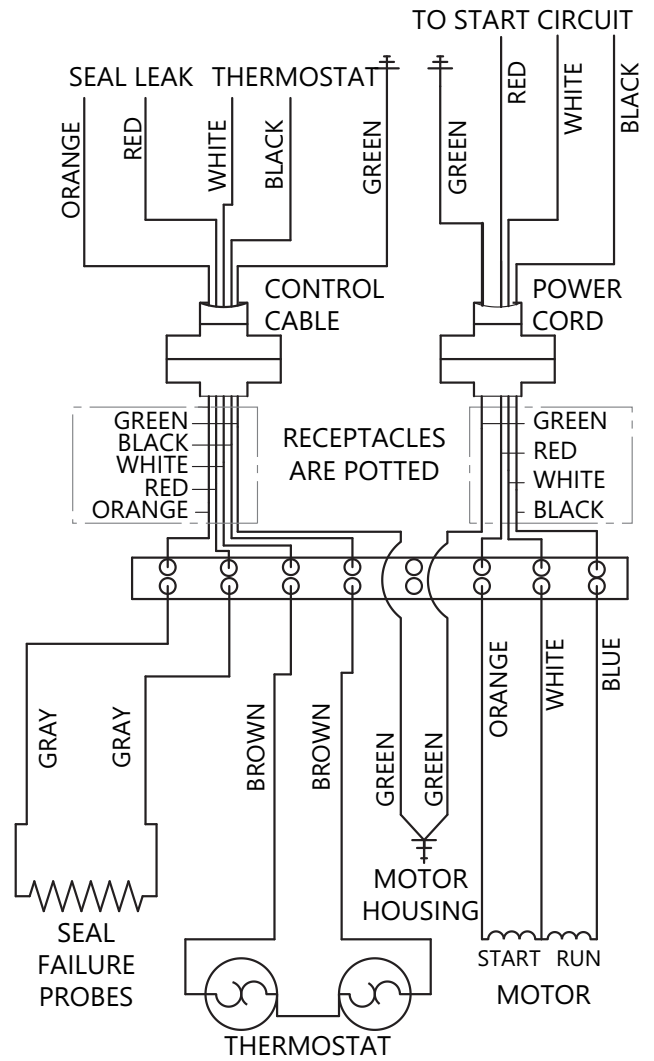 TO START CIRCUIT
SEAL LEAK THERMOSTAT
ORANGE
RED
WHITE
BLACK
GREEN
GREEN
RED
WHITE
BLACK
CONTROL
CABLE
POWER
CORD
GREEN
BLACK
WHITE
RED
ORANGE
RECEPTACLES
ARE POTTED
GREEN
RED
WHITE
BLACK
GRAY
GRAY
BROWN
BROWN
GREEN
GREEN
ORANGE
WHITE
BLUE
MOTOR
HOUSING
SEAL
FAILURE
PROBES
START RUN
MOTOR
THERMOSTAT